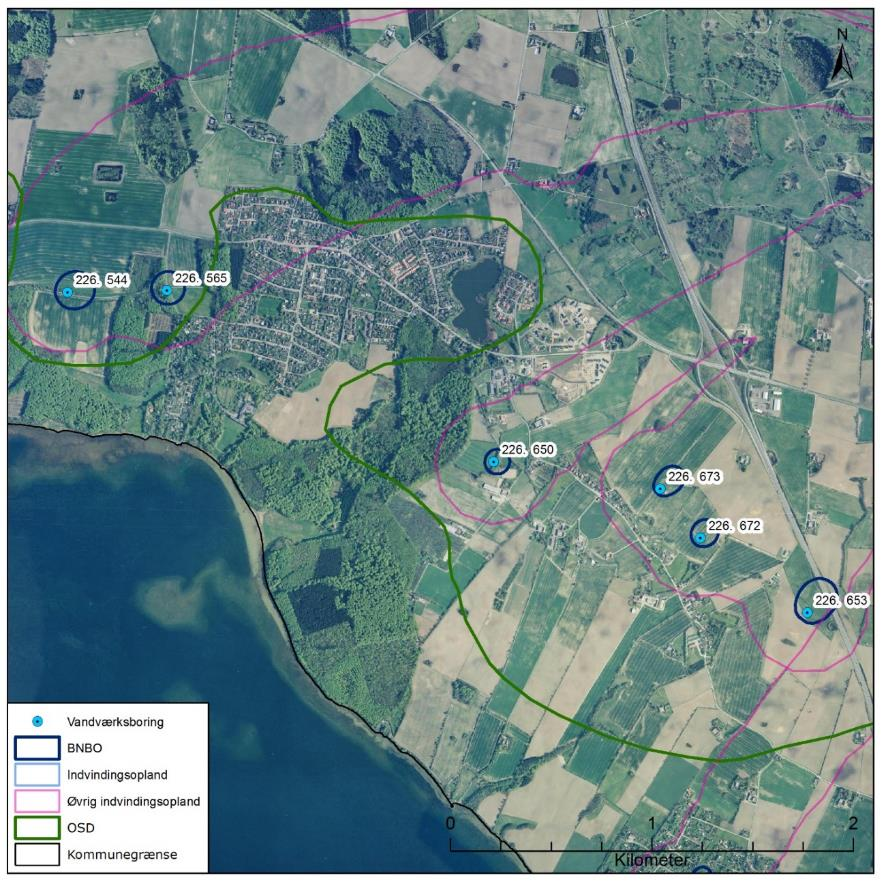 N
226. 544
226. 565
226. 650
226. 673
226. 672
226. 653
Vandværksboring
BNBO
Indvindingsopland
Øvrig indvindingsopland
OSD
Kommunegrænse
0 1 2
Kilometer